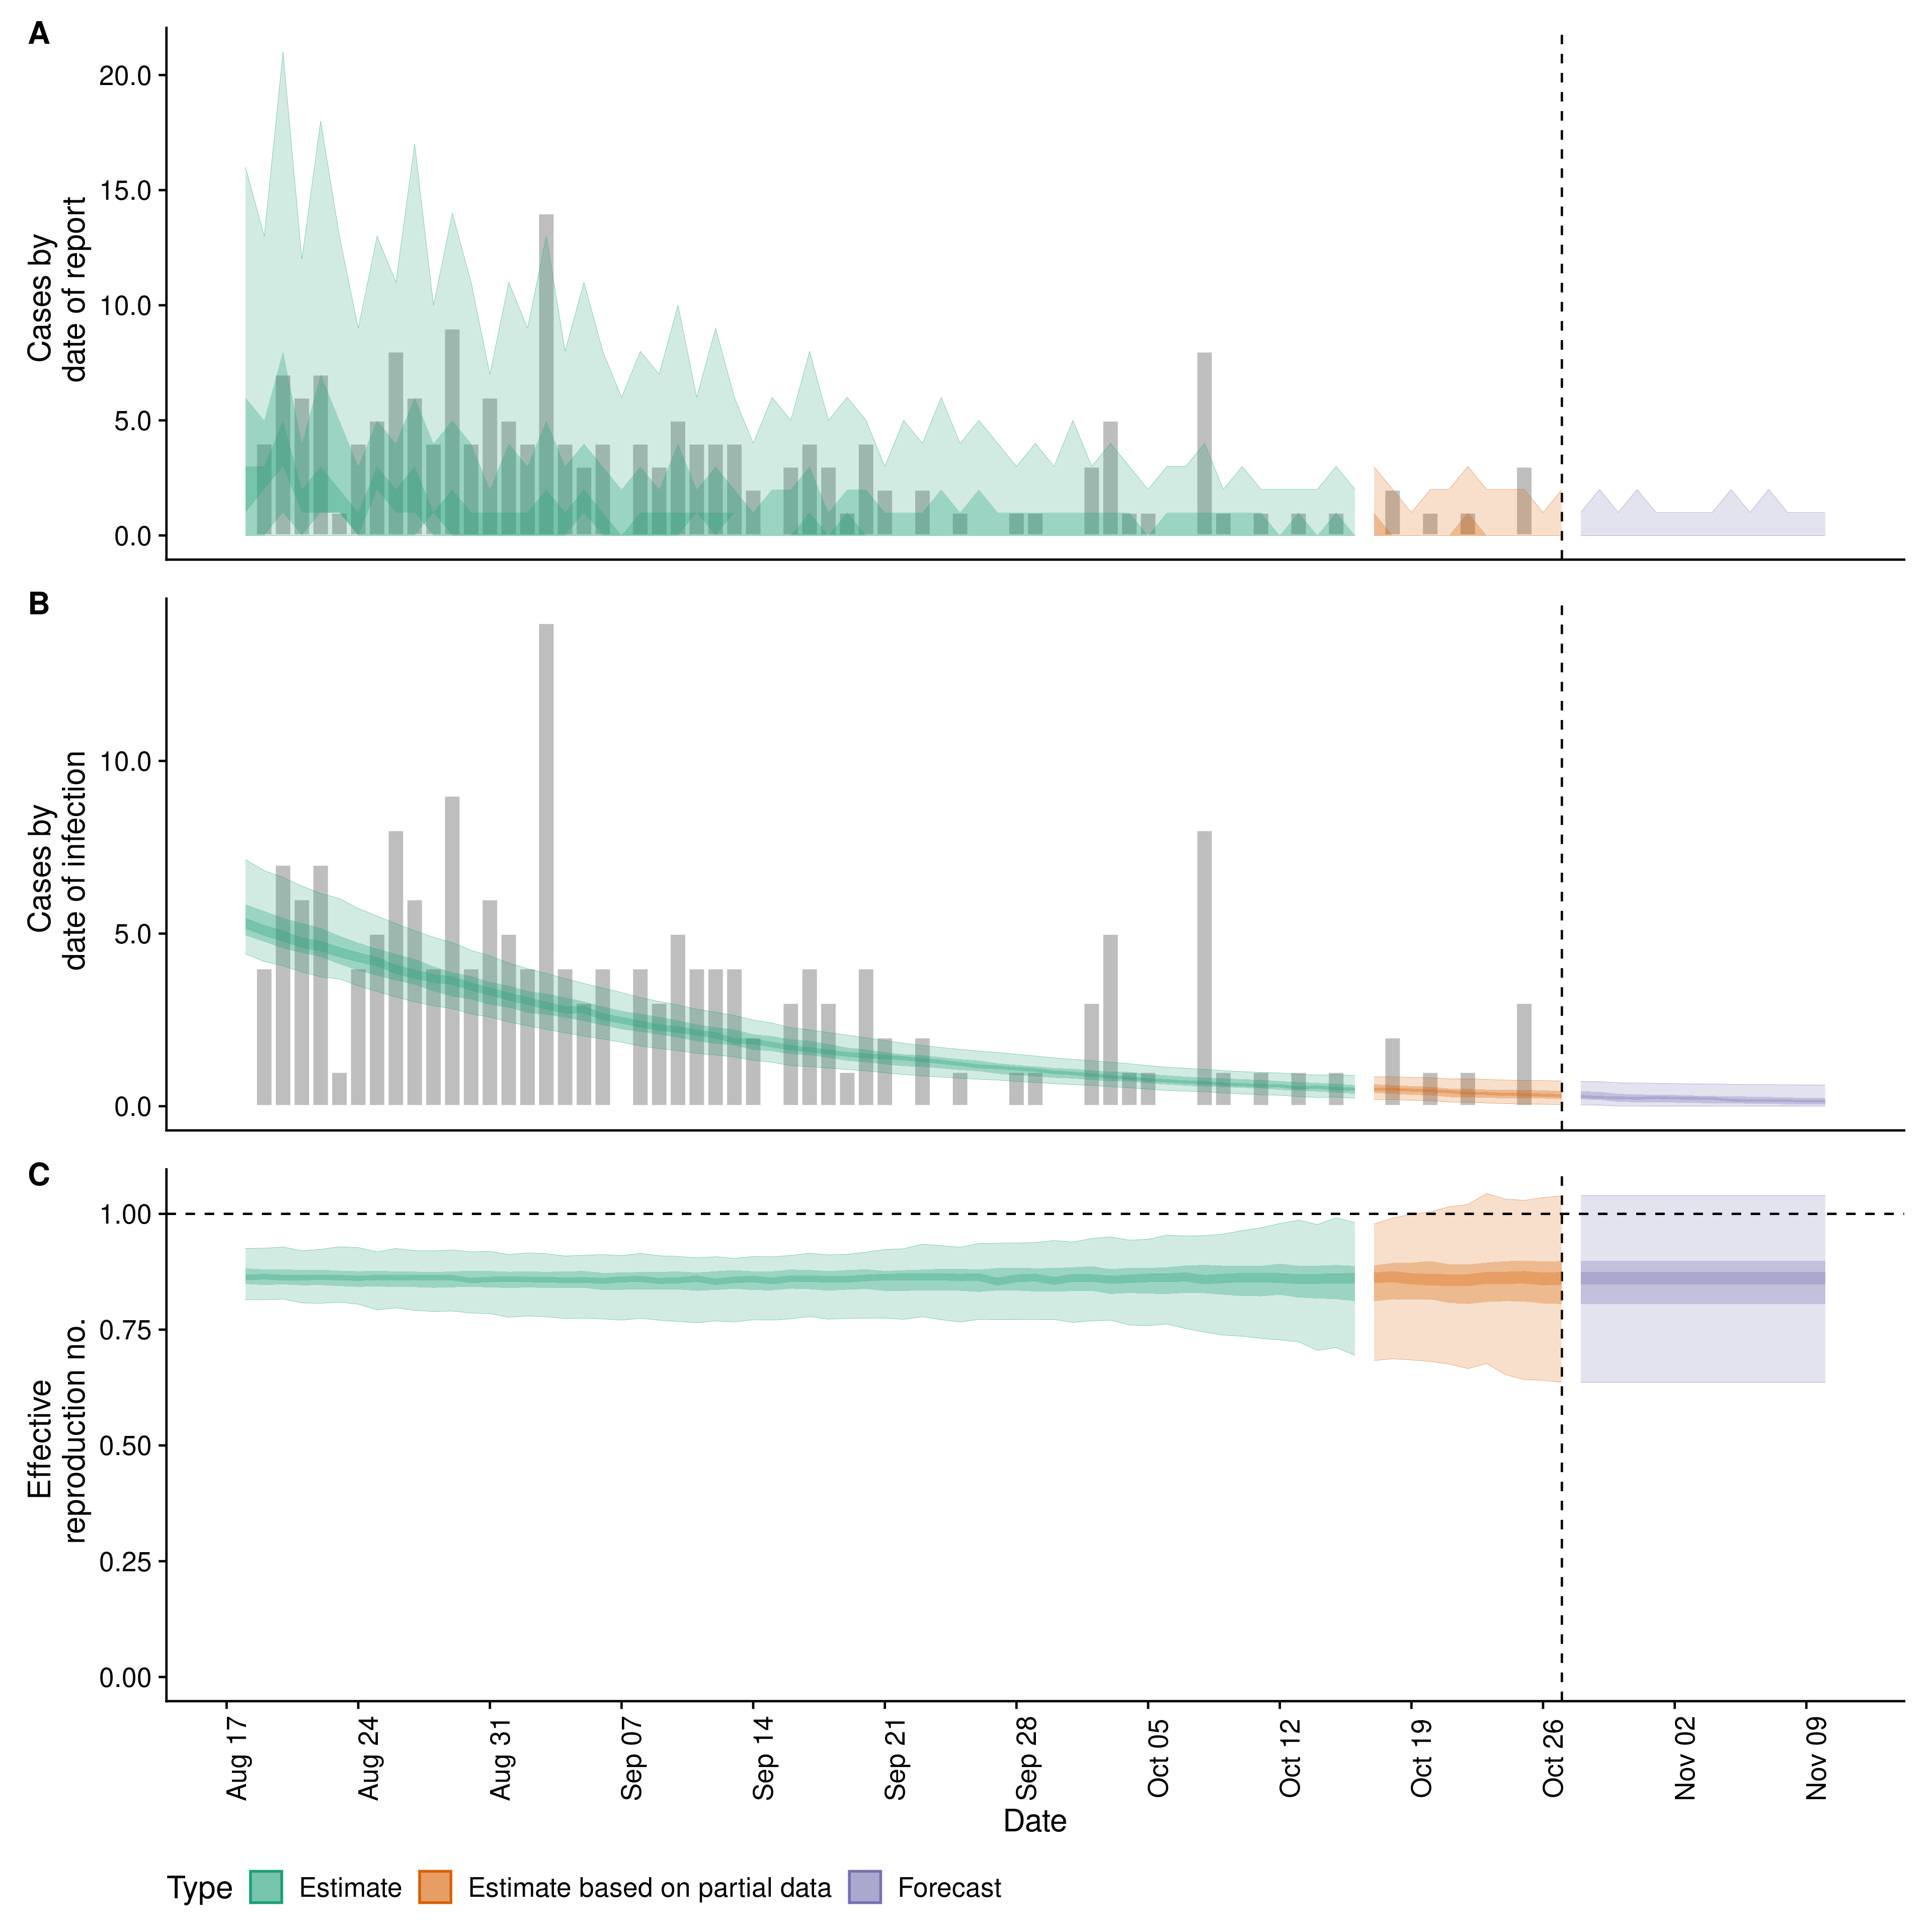 A
20.0
15.0
10.0
5.0
0.0
Cases by
date of report
B
10.0
5.0
0.0
Cases by
date of infection
C
1.00
0.75
0.50
0.25
0.00
Effective
reproduction no.
Aug 17
Aug 24
Aug 31
Sep 07
Sep 14
Sep 21
Sep 28
Oct 05
Oct 12
Oct 19
Oct 26
Nov 02
Nov 09
Date
Type Estimate Estimate based on partial data Forecast